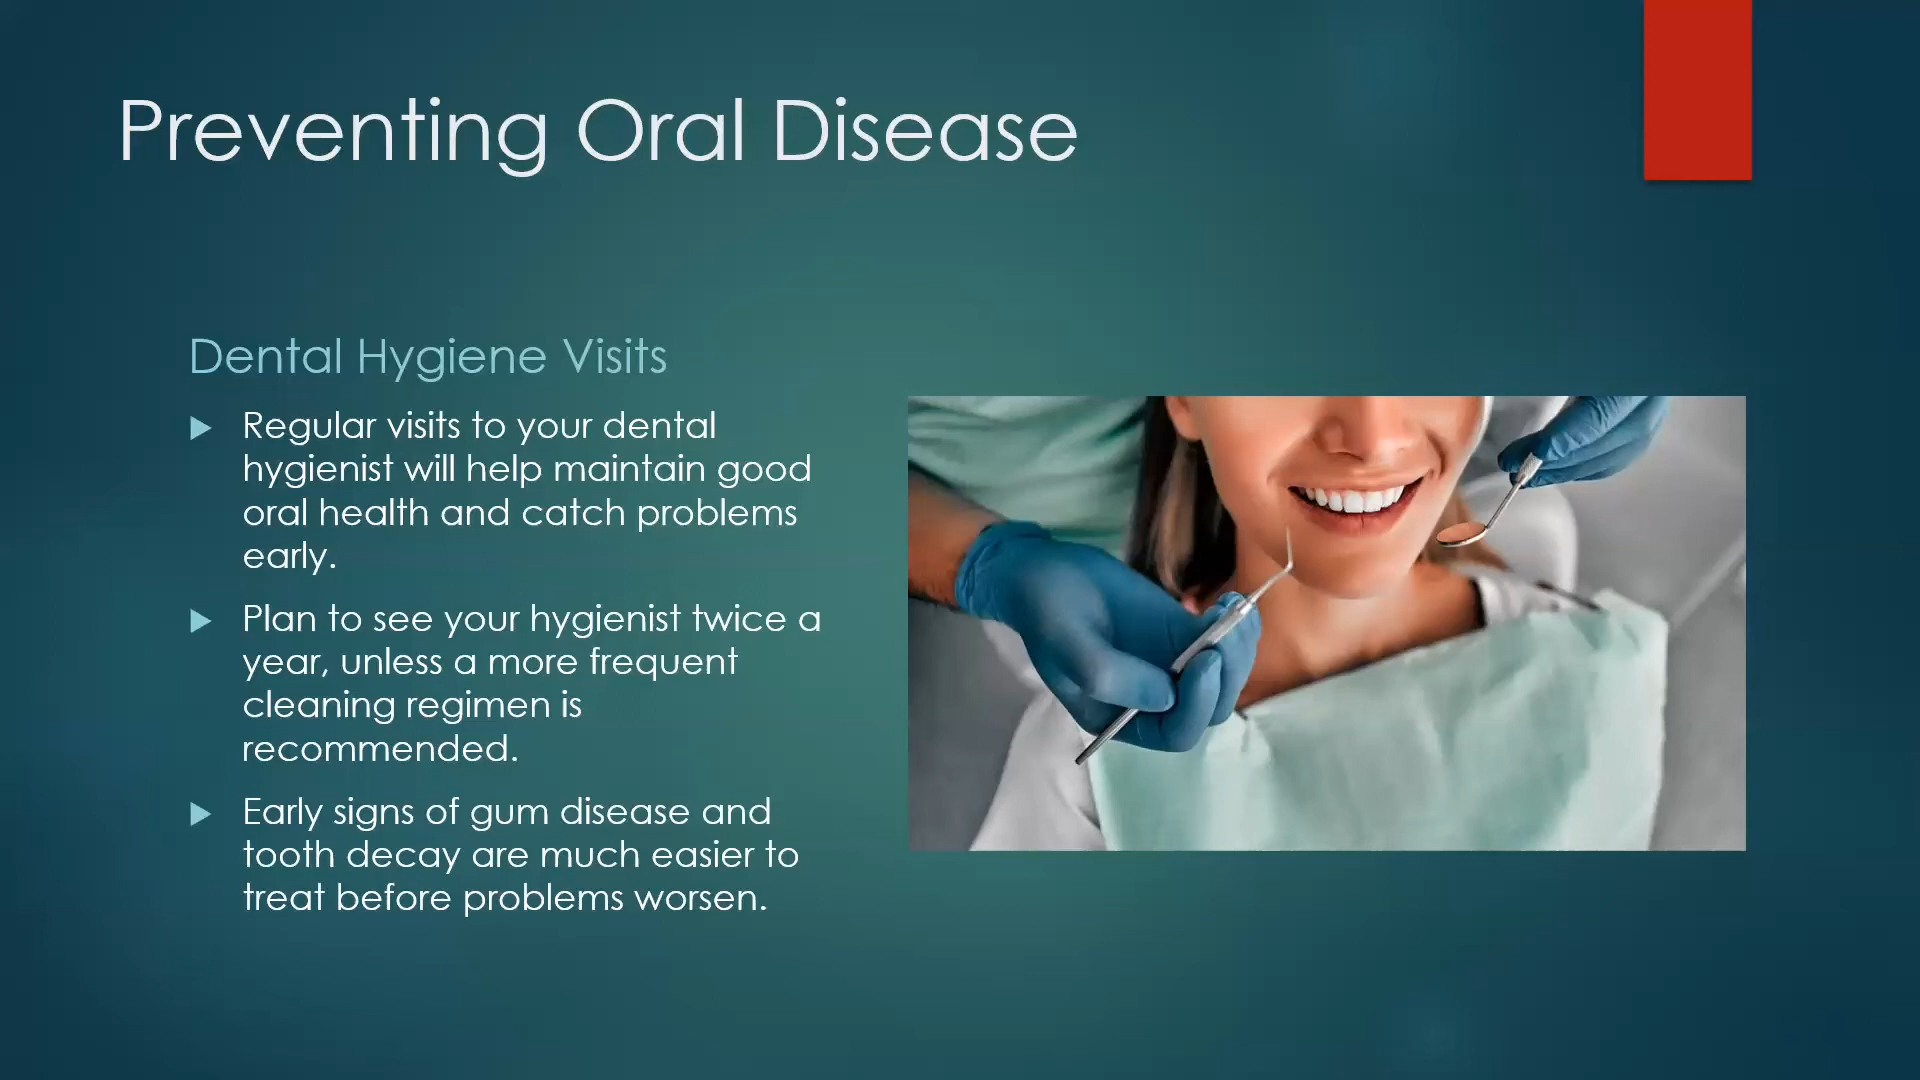 Preventing Oral Disease
Dental Hygiene Visits
Regular visits to your dental
hygienist will help maintain good
oral health and catch problems
early.
Plan to see your hygienist twice a
year, unless a more frequent
cleaning regimen is
recommended.
Early signs of gum disease and
tooth decay are much easier to
treat before problems worsen.